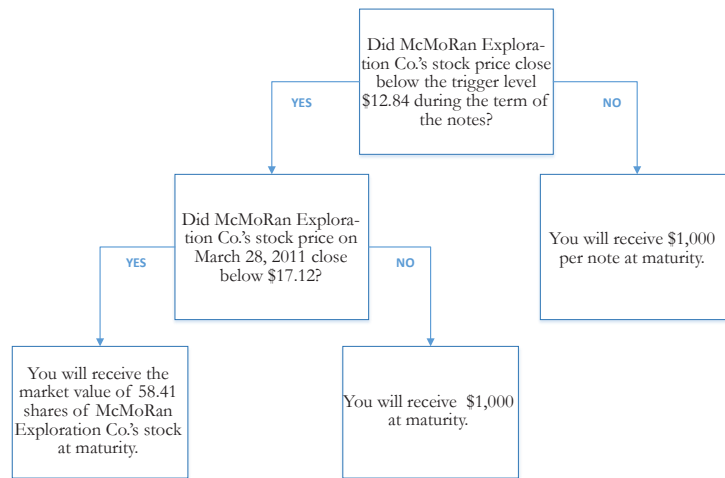 Did McMoRan Explora-
tion Co.'s stock price close
below the trigger level
$12.84 during the term of
the notes?
YES
NO
Did McMoRan Explora-
tion Co.'s stock price on
March 28, 2011 close
below $17.12?
You will receive $1,000
per note at maturity.
YES
NO
You will receive the
market value of 58.41
shares of McMoRan
Exploration Co.'s stock
at maturity.
You will receive $1,000
at maturity.